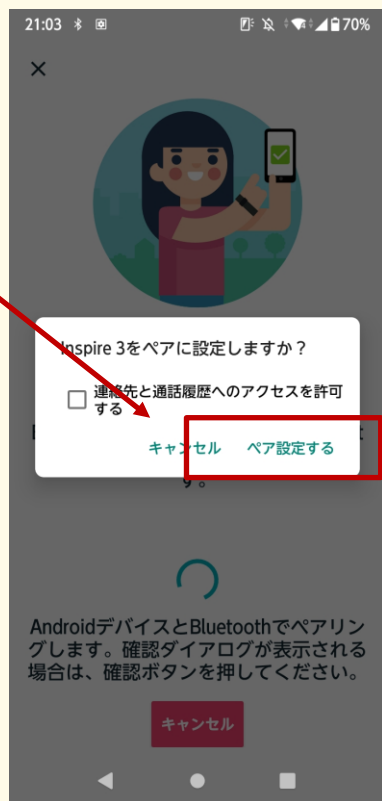 21:03
70%
Inspire 3をペアに設定しますか？
連絡先と通話履歴へのアクセスを許可
する
キャンセル ペア設定する
す。
AndroidデバイスとBluetoothでペアリン
グします。確認ダイアログが表示される
場合は、確認ボタンを押してください。
キャンセル